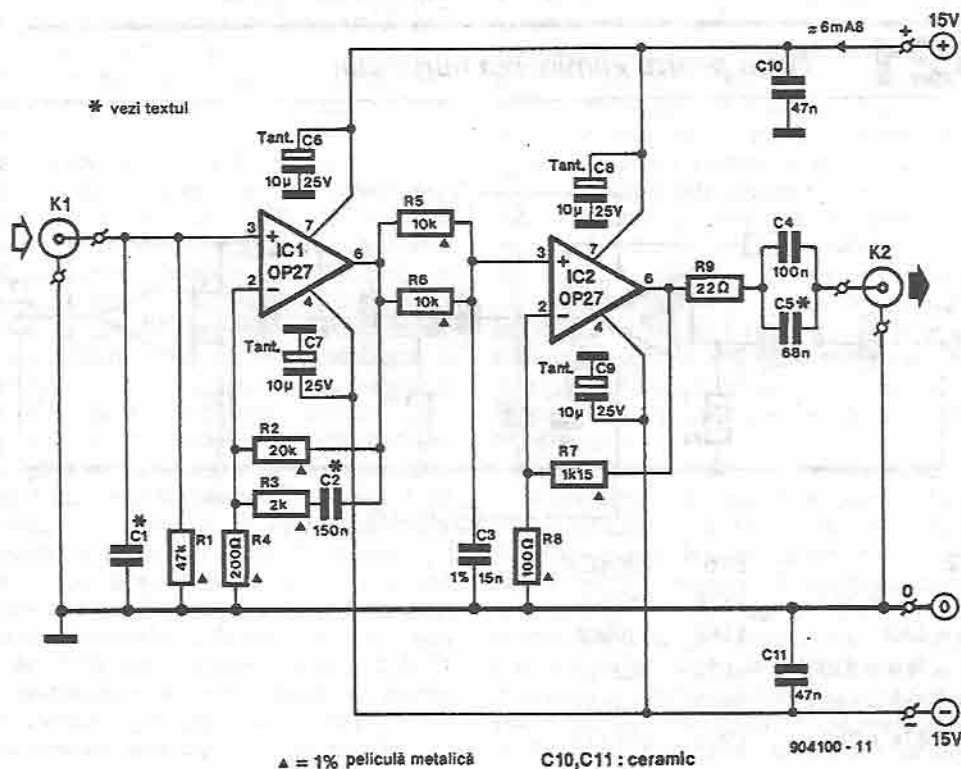 ≈ 6mA8
+
15V
C10
47n
* vezi textul
Tant. C6
10µ 25V
Tant. C8
10µ 25V
K1
R5
10k
R6
10k
3 + 7
IC1
OP27
6
2 − 4
3 + 7
IC2
OP27
6
2 − 4
R9
22Ω
C4
100n
C5*
68n
K2
Tant. C7
10µ 25V
Tant. C9
10µ 25V
R2
20k
R3
2k
C2*
150n
R7
1k15
C1*
R1
47k
R4
200Ω
C3
1% 15n
R8
100Ω
0
0
C11
47n
−
15V
904100 - 11
▲ = 1% peliculă metalică
C10,C11 : ceramic